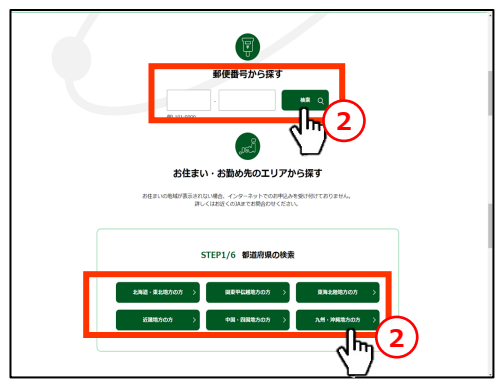 郵便番号から探す
-
検索
2
お住まい・お勤め先のエリアから探す
お住まいの地域が表示されない場合、インターネットでのお申込みを受け付けておりません。
詳しくはお近くのJAまでお問合わせください。
STEP1/6 都道府県の検索
北海道・東北地方の方
関東甲信越地方の方
東海北陸地方の方
近畿地方の方
中国・四国地方の方
九州・沖縄地方の方
2